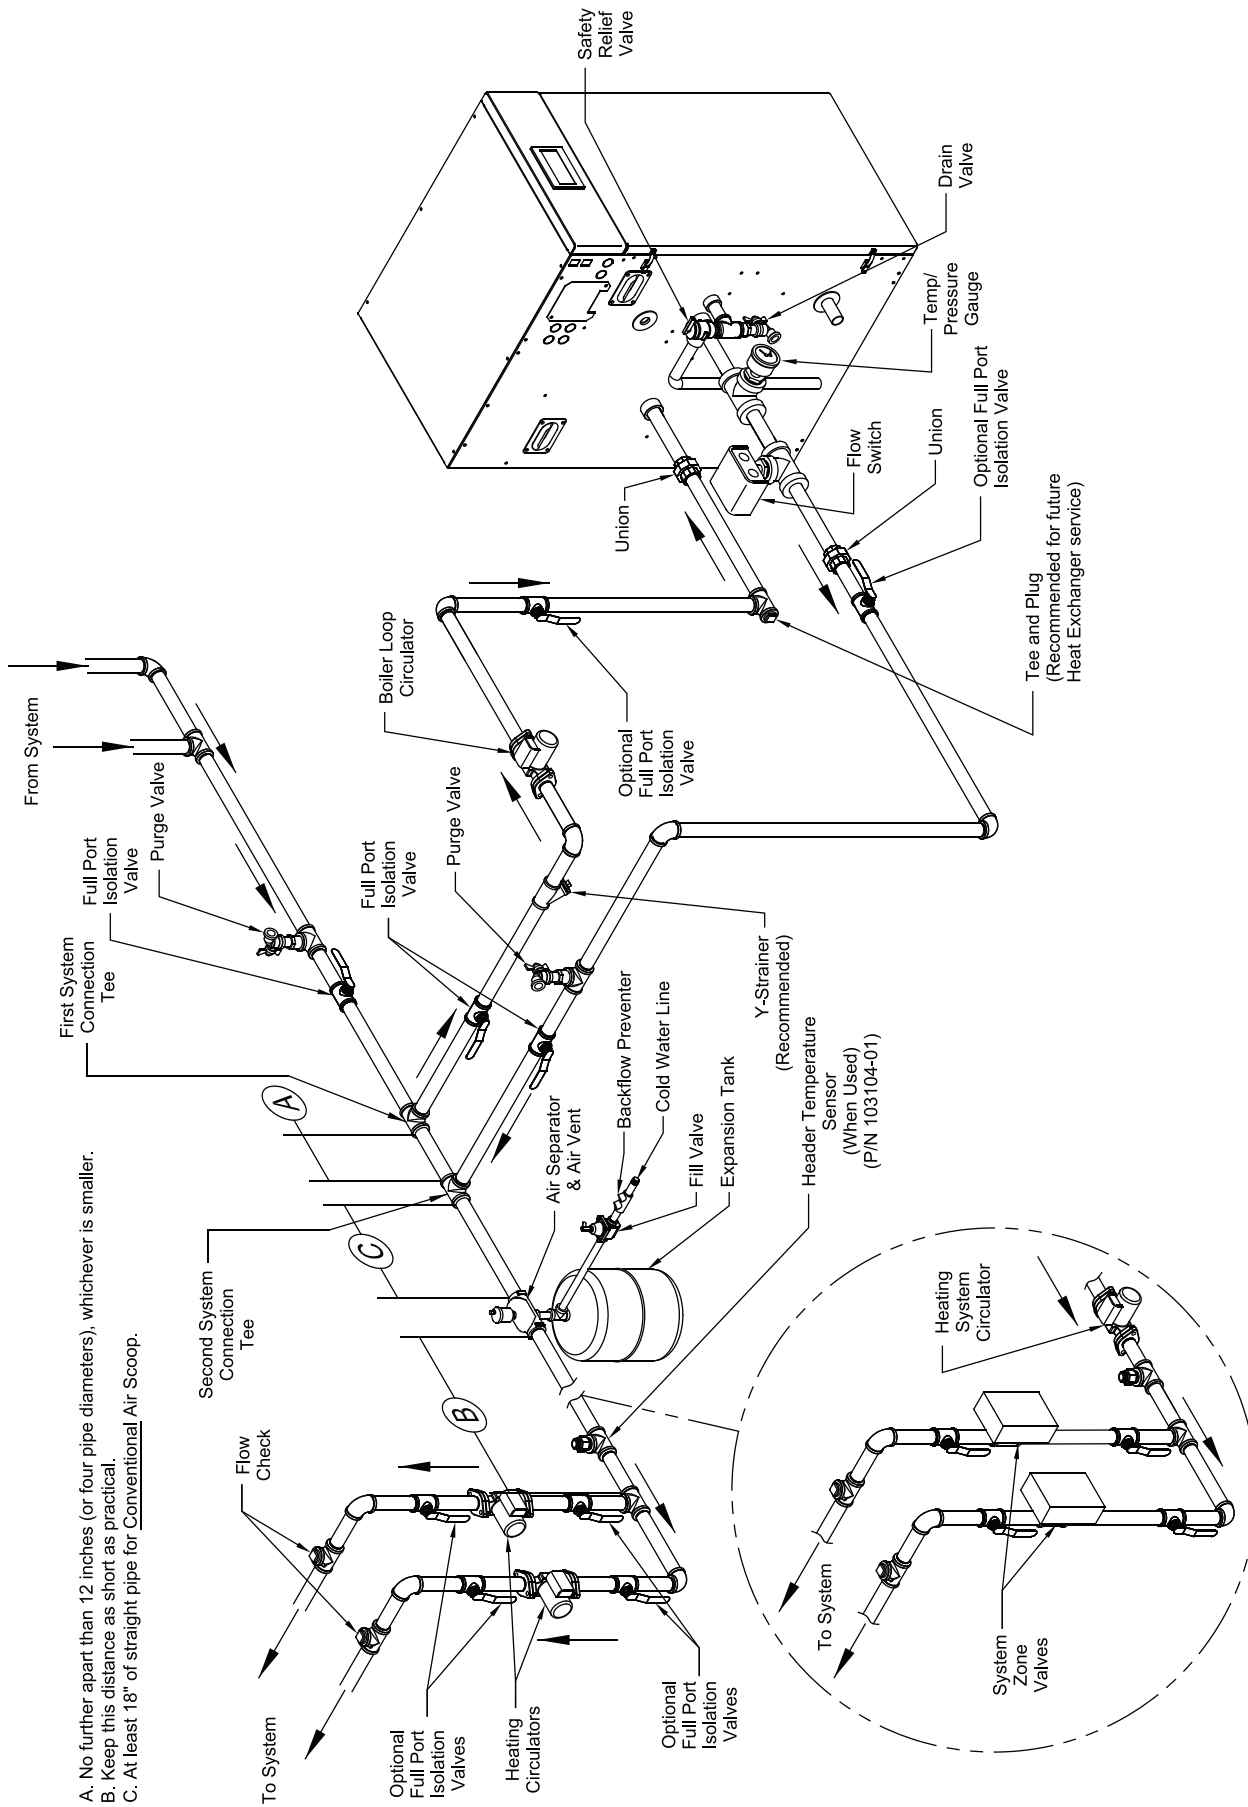 A. No further apart than 12 inches (or four pipe diameters), whichever is smaller.
B. Keep this distance as short as practical.
C. At least 18" of straight pipe for Conventional Air Scoop.
To System
Flow
Check
Second System
Connection
Tee
First System
Connection
Tee
Full Port
Isolation
Valve
Purge Valve
From System
A
C
B
Optional
Full Port
Isolation
Valves
Heating
Circulators
Optional
Full Port
Isolation
Valves
Air Separator
& Air Vent
Backflow Preventer
Cold Water Line
Fill Valve
Expansion Tank
Full Port
Isolation
Valve
Purge Valve
Y-Strainer
(Recommended)
Header Temperature
Sensor
(When Used)
(P/N 103104-01)
Boiler Loop
Circulator
Optional
Full Port
Isolation
Valve
Union
Safety
Relief
Valve
Drain
Valve
Temp/
Pressure
Gauge
Flow
Switch
Union
Optional Full Port
Isolation Valve
Tee and Plug
(Recommended for future
Heat Exchanger service)
To System
System
Zone
Valves
Heating
System
Circulator